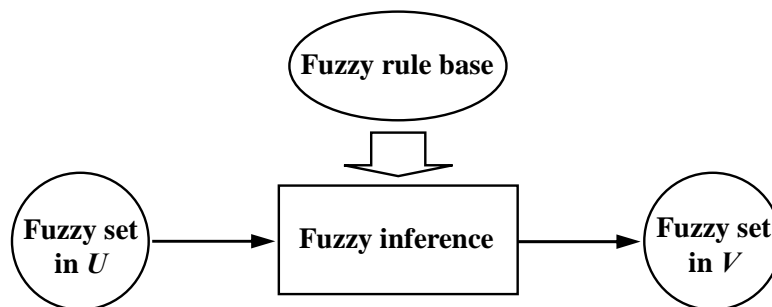 Fuzzy rule base
Fuzzy set
in U
Fuzzy inference
Fuzzy set
in V